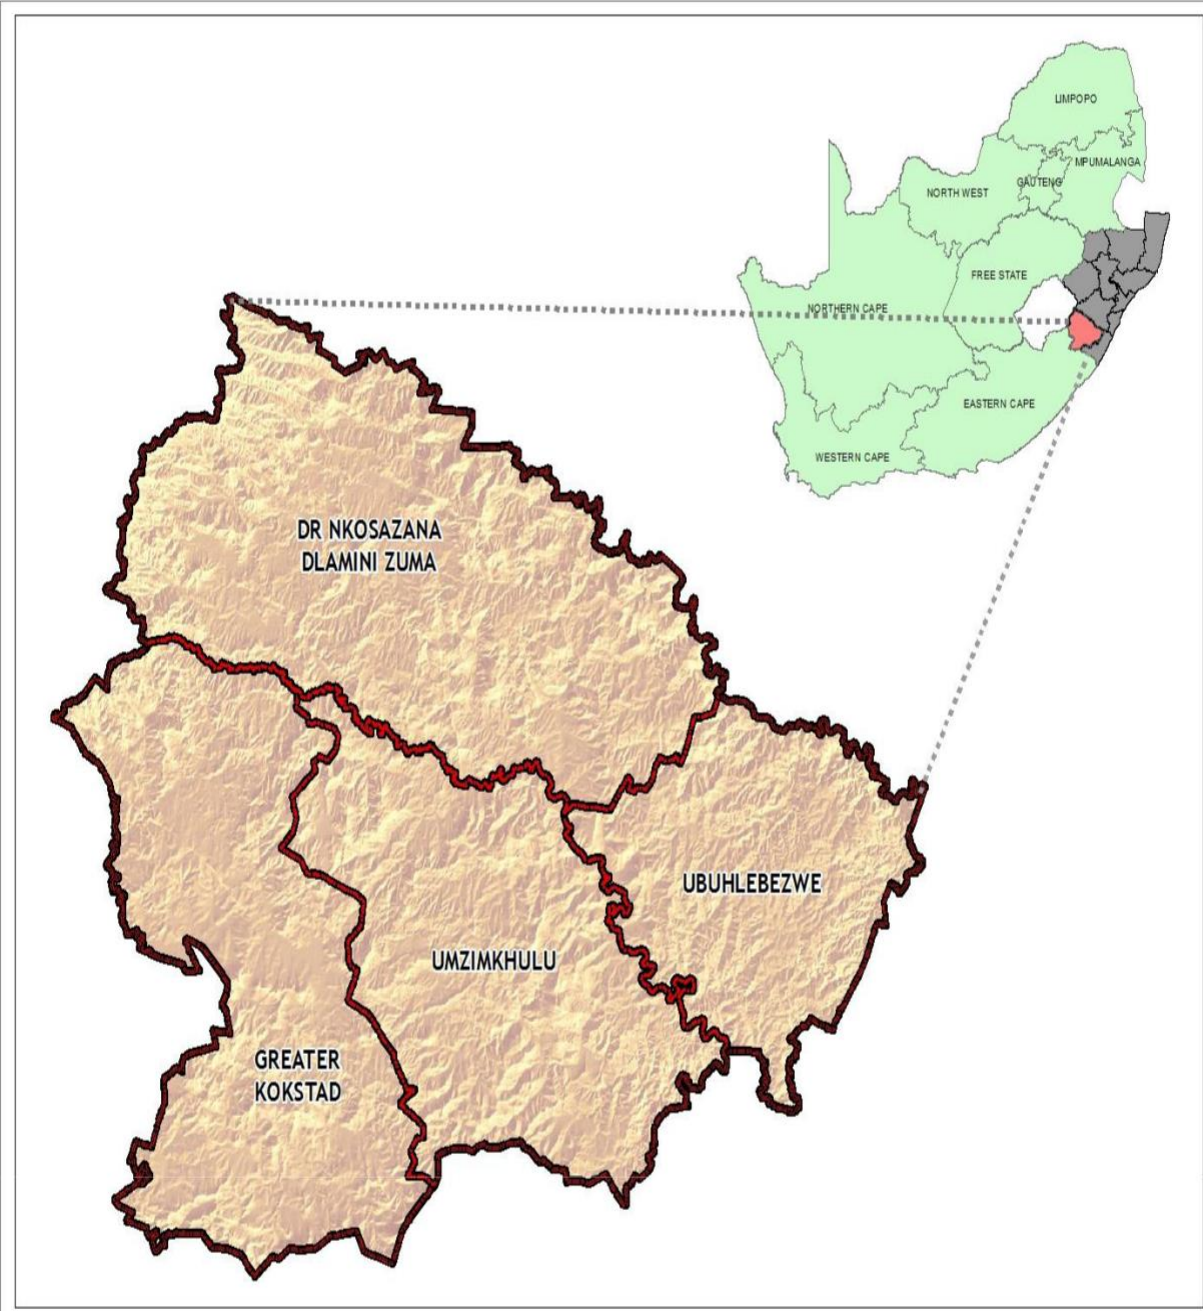 LIMPOPO
MPUMALANGA
GAUTENG
NORTH WEST
FREE STATE
NORTHERN CAPE
EASTERN CAPE
WESTERN CAPE
DR NKOSAZANA
DLAMINI ZUMA
UBUHLEBEZWE
UMZIMKHULU
GREATER
KOKSTAD